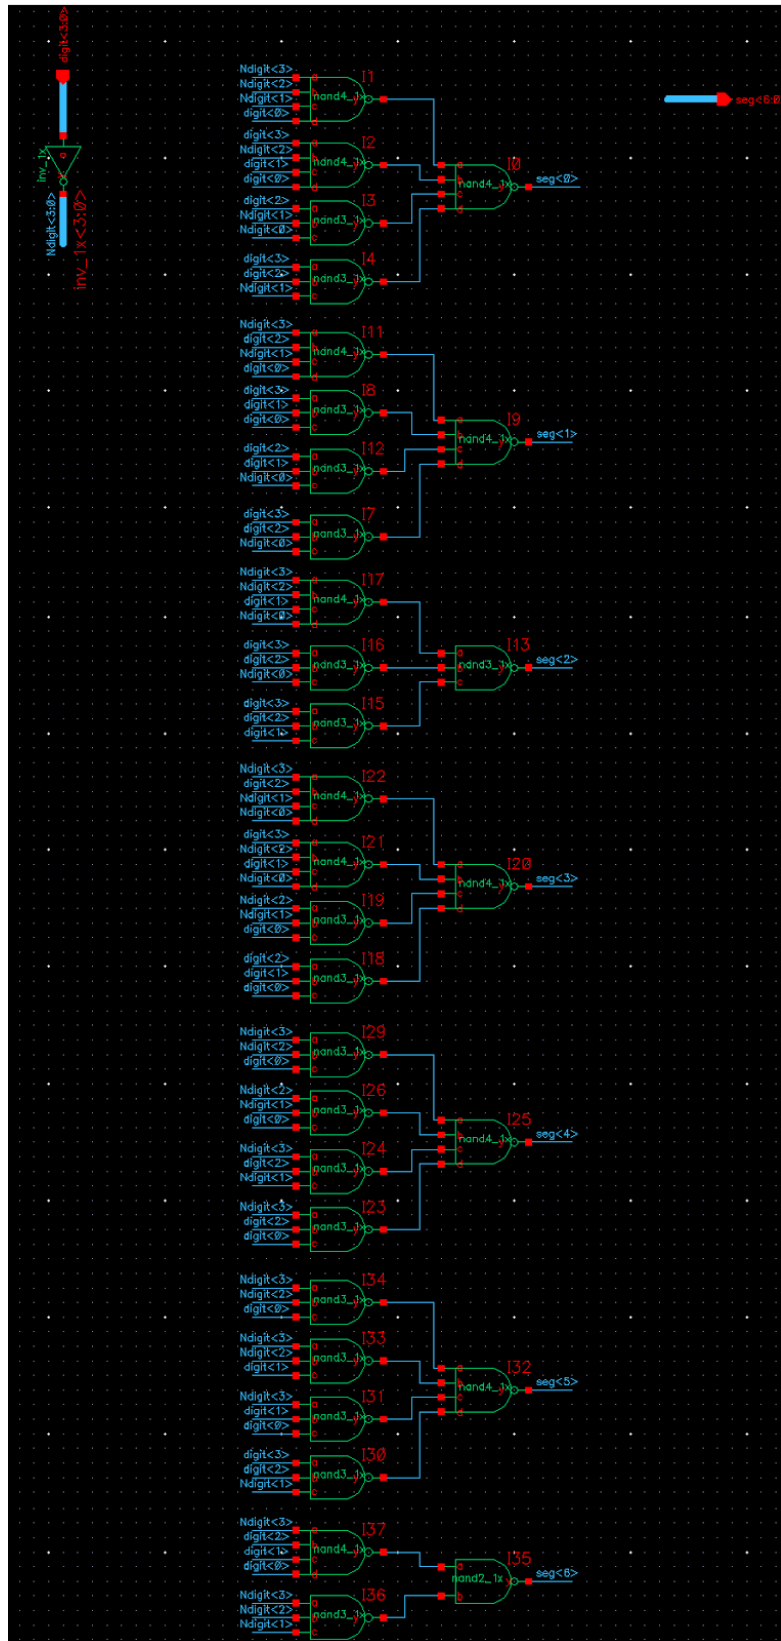 digit<3:0>
inv_1x
a
y
Ndigit<3:0>
inv_1x<3:0>
seg<6:0
Ndigit<3>
Ndigit<2>
Ndigit<1>
digit<0>
I1
nand4_1x
digit<3>
Ndigit<2>
digit<1>
digit<0>
I2
nand4_1x
digit<2>
Ndigit<1>
Ndigit<0>
I3
nand3_1x
digit<3>
digit<2>
Ndigit<1>
I4
nand3_1x
I0
nand4_1x
seg<0>
Ndigit<3>
digit<2>
Ndigit<1>
digit<0>
I11
nand4_1x
digit<3>
digit<1>
digit<0>
I8
nand3_1x
digit<2>
digit<1>
Ndigit<0>
I12
nand3_1x
digit<3>
digit<2>
Ndigit<0>
I7
nand3_1x
I9
nand4_1x
seg<1>
Ndigit<3>
Ndigit<2>
digit<1>
Ndigit<0>
I17
nand4_1x
digit<3>
digit<2>
Ndigit<0>
I16
nand3_1x
digit<3>
digit<2>
digit<1>
I15
nand3_1x
I13
nand3_1x
seg<2>
Ndigit<3>
digit<2>
Ndigit<1>
Ndigit<0>
I22
nand4_1x
digit<3>
Ndigit<2>
digit<1>
Ndigit<0>
I21
nand4_1x
Ndigit<2>
Ndigit<1>
digit<0>
I19
nand3_1x
digit<2>
digit<1>
digit<0>
I18
nand3_1x
I20
nand4_1x
seg<3>
Ndigit<3>
Ndigit<2>
digit<0>
I29
nand3_1x
Ndigit<2>
Ndigit<1>
digit<0>
I26
nand3_1x
Ndigit<3>
digit<2>
Ndigit<1>
I24
nand3_1x
Ndigit<3>
digit<2>
digit<0>
I23
nand3_1x
I25
nand4_1x
seg<4>
Ndigit<3>
Ndigit<2>
digit<0>
I34
nand3_1x
Ndigit<3>
Ndigit<2>
digit<1>
I33
nand3_1x
Ndigit<3>
digit<1>
digit<0>
I31
nand3_1x
digit<3>
digit<2>
Ndigit<1>
I30
nand3_1x
I32
nand4_1x
seg<5>
Ndigit<3>
digit<2>
digit<1>
digit<0>
I37
nand4_1x
Ndigit<3>
Ndigit<2>
Ndigit<1>
I36
nand3_1x
I35
nand2_1x
seg<6>